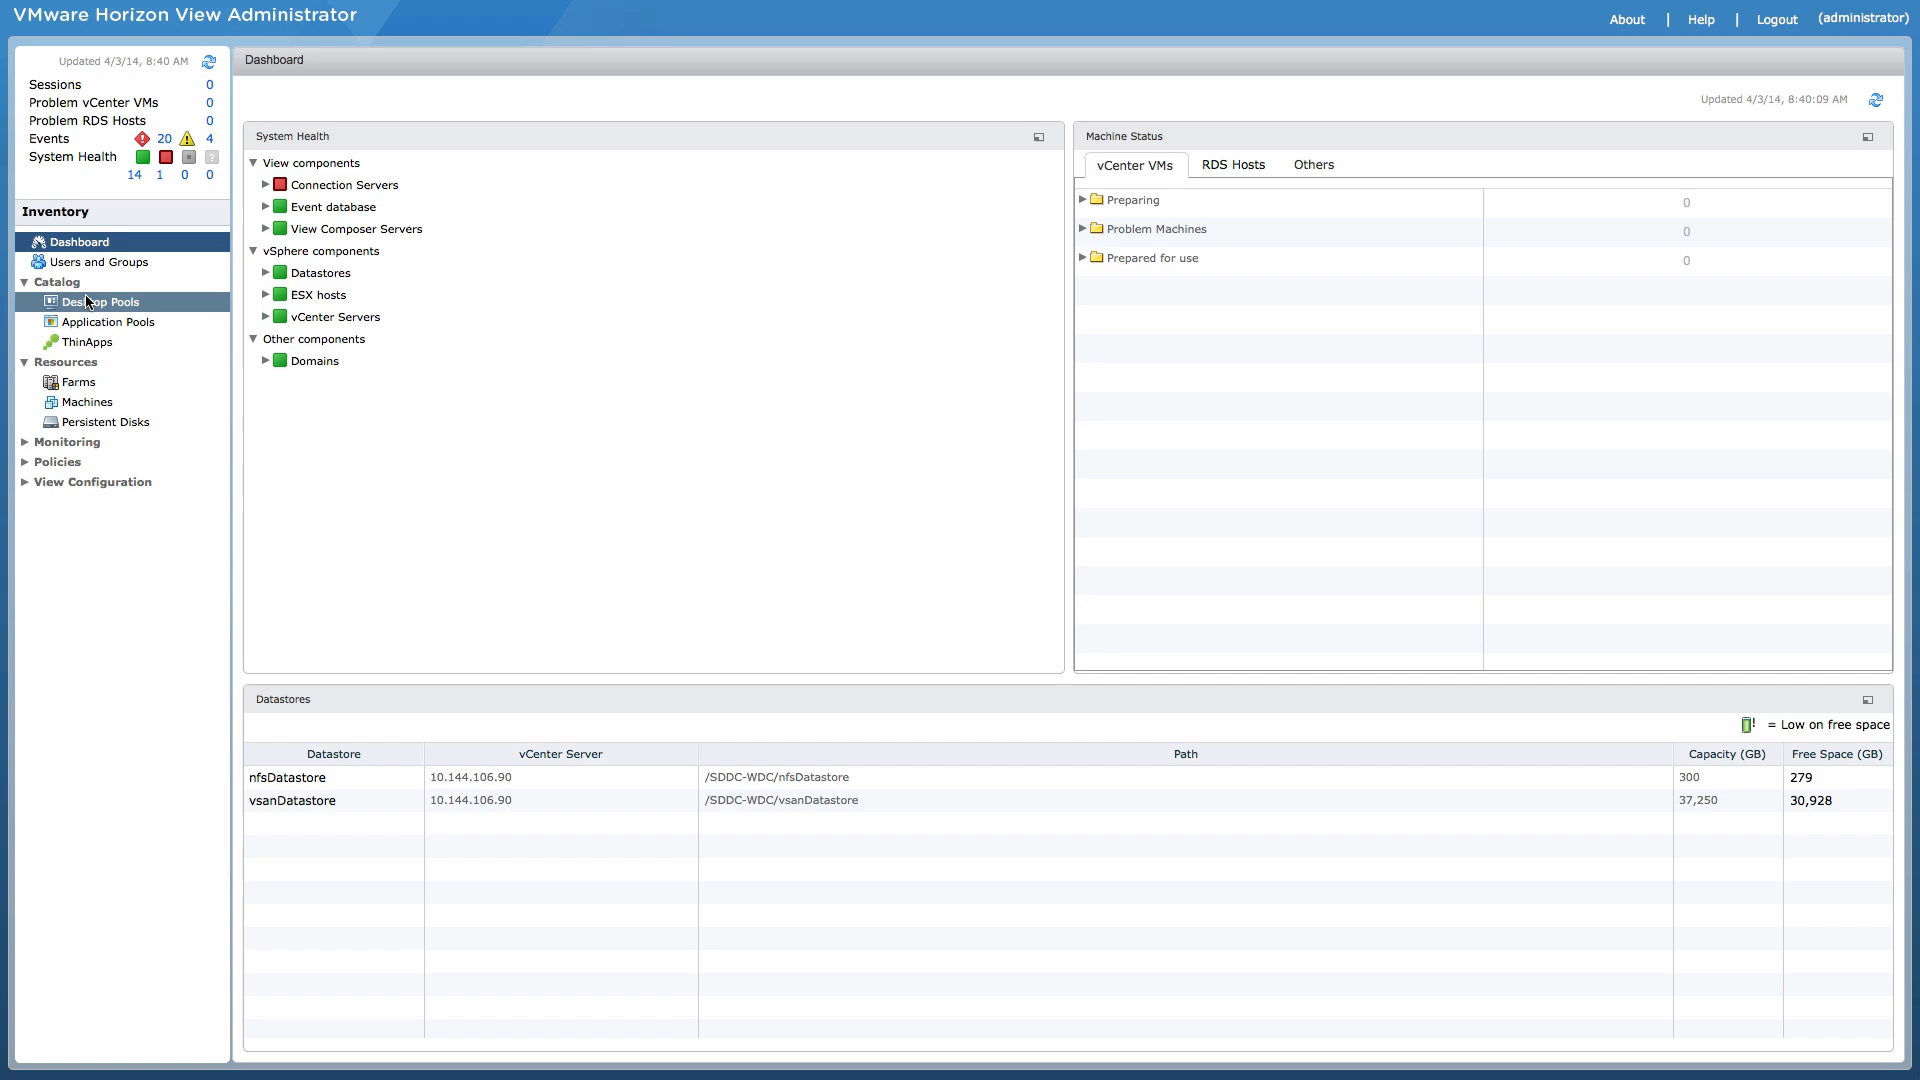 VMware Horizon View Administrator
About | Help | Logout (administrator)
Updated 4/3/14, 8:40 AM
Sessions 0
Problem vCenter VMs 0
Problem RDS Hosts 0
Events 20 4
System Health
14 1 0 0
Inventory
Dashboard
Users and Groups
Catalog
Desktop Pools
Application Pools
ThinApps
Resources
Farms
Machines
Persistent Disks
Monitoring
Policies
View Configuration
Dashboard
Updated 4/3/14, 8:40:09 AM
System Health
View components
Connection Servers
Event database
View Composer Servers
vSphere components
Datastores
ESX hosts
vCenter Servers
Other components
Domains
Machine Status
vCenter VMs RDS Hosts Others
Preparing 0
Problem Machines 0
Prepared for use 0
Datastores
! = Low on free space
Datastore vCenter Server Path Capacity (GB) Free Space (GB)
nfsDatastore 10.144.106.90 /SDDC-WDC/nfsDatastore 300 279
vsanDatastore 10.144.106.90 /SDDC-WDC/vsanDatastore 37,250 30,928